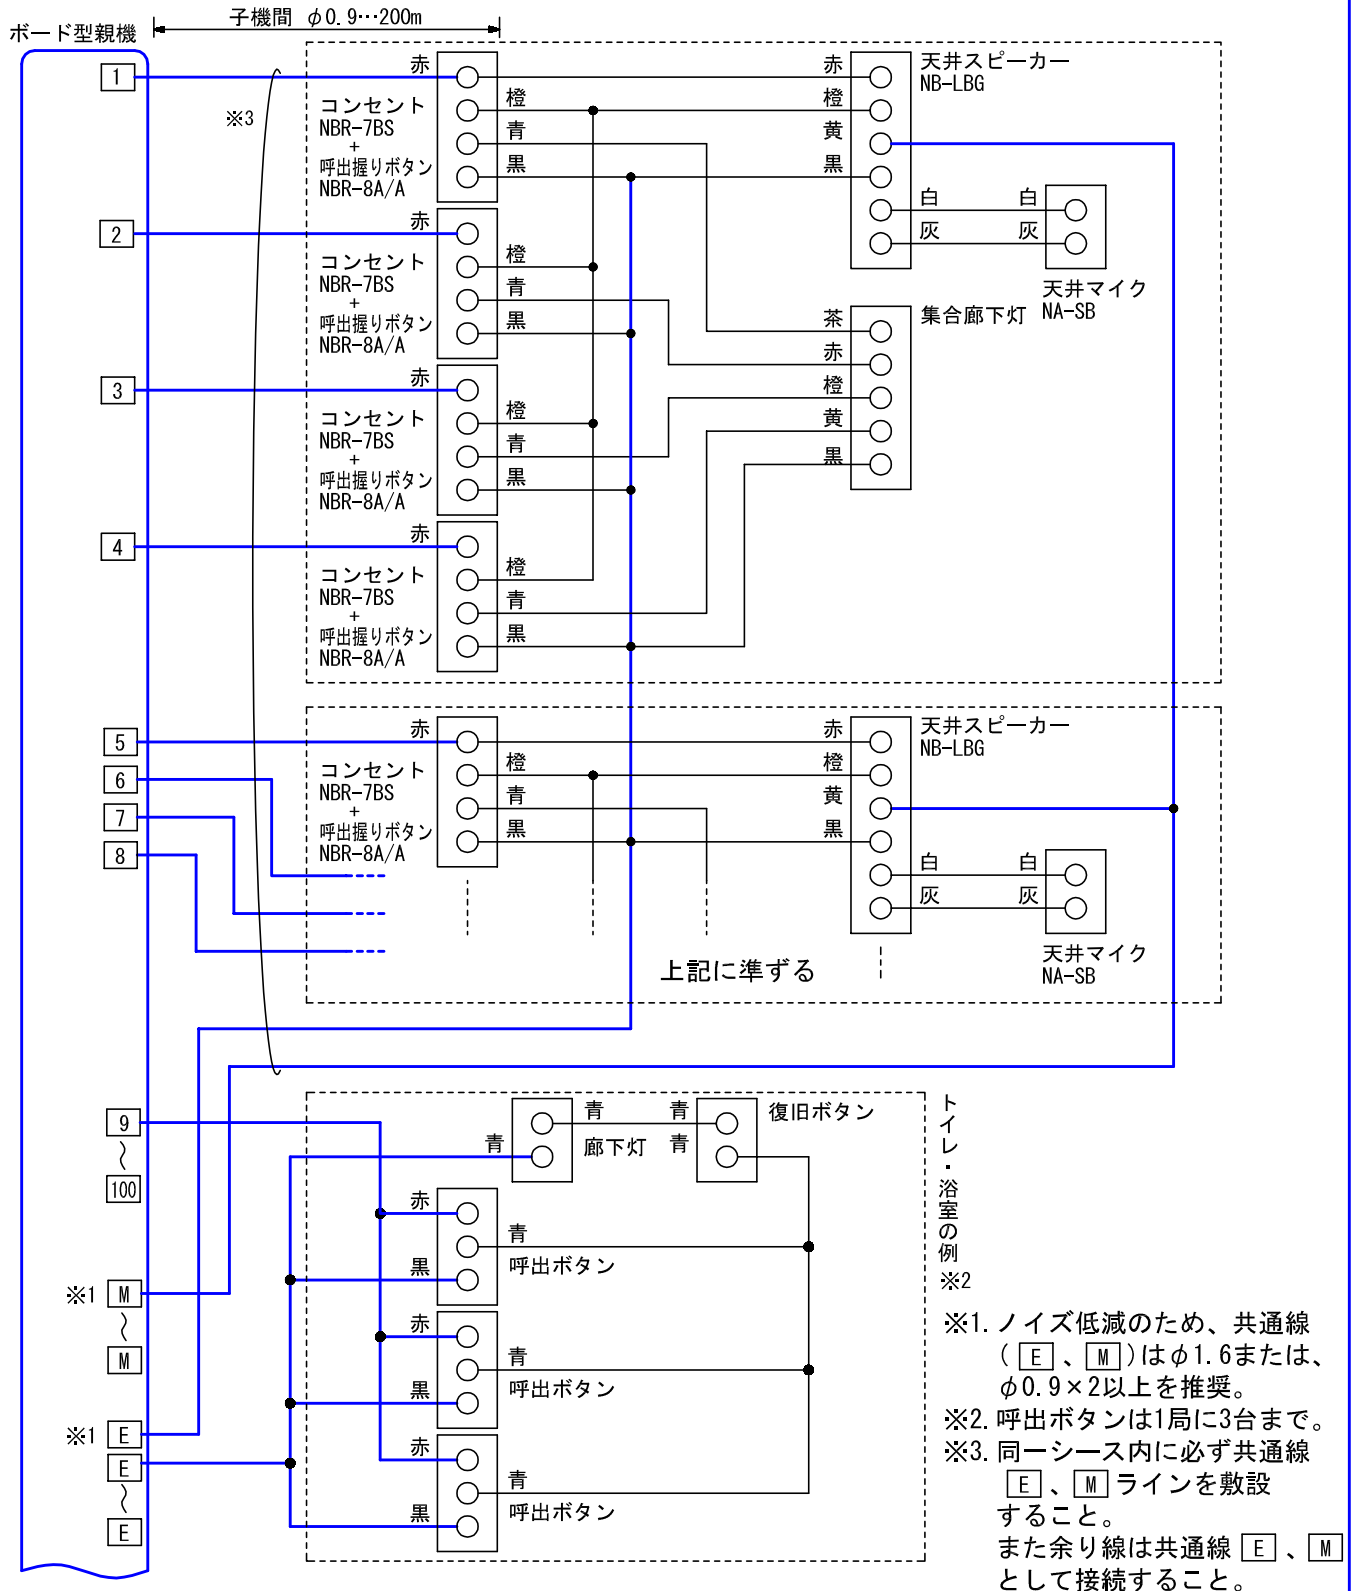 子機間 φ0.9…200m
ボード型親機
※3
1
赤
コンセント
NBR-7BS
+
呼出握りボタン
NBR-8A/A
橙
青
黒
赤
橙
黄
黒
天井スピーカー
NB-LBG
白 白
灰 灰
天井マイク
NA-SB
2
赤
コンセント
NBR-7BS
+
呼出握りボタン
NBR-8A/A
橙
青
黒
茶
赤
橙
黄
黒
集合廊下灯
3
赤
コンセント
NBR-7BS
+
呼出握りボタン
NBR-8A/A
橙
青
黒
4
赤
コンセント
NBR-7BS
+
呼出握りボタン
NBR-8A/A
橙
青
黒
5
6
7
8
赤
コンセント
NBR-7BS
+
呼出握りボタン
NBR-8A/A
橙
青
黒
赤
橙
黄
黒
天井スピーカー
NB-LBG
白 白
灰 灰
天井マイク
NA-SB
上記に準ずる
9
〜
100
青
青 青
廊下灯 青
復旧ボタン
トイレ・浴室の例
※2
赤
青
黒
呼出ボタン
赤
青
黒
呼出ボタン
赤
青
黒
呼出ボタン
※1 M
〜
M
※1 E
E
〜
E
※1. ノイズ低減のため、共通線
( E 、 M )はφ1.6または、
φ0.9×2以上を推奨。
※2. 呼出ボタンは1局に3台まで。
※3. 同一シース内に必ず共通線
E 、 M ラインを敷設
すること。
また余り線は共通線 E 、 M
として接続すること。